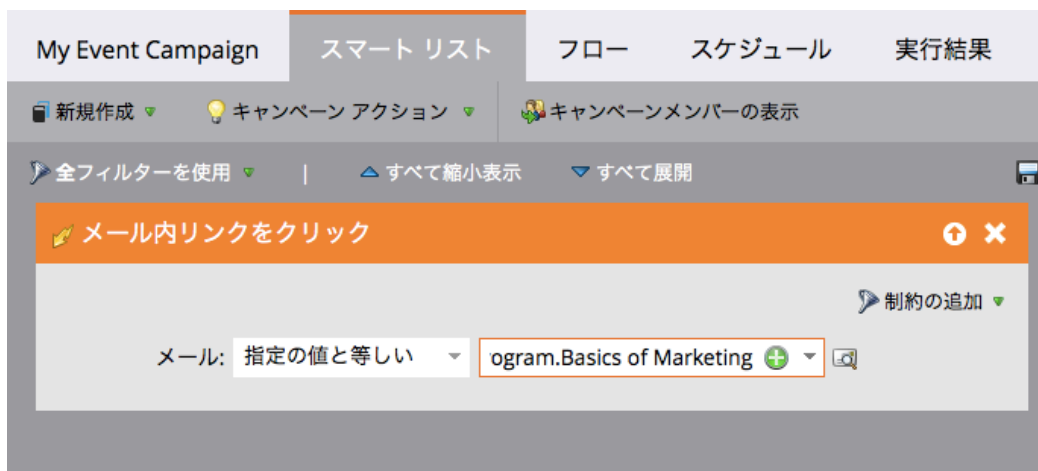 My Event Campaign スマート リスト フロー スケジュール 実行結果
新規作成 キャンペーン アクション キャンペーンメンバーの表示
全フィルターを使用 | すべて縮小表示 すべて展開
メール内リンクをクリック
制約の追加
メール: 指定の値と等しい ogram.Basics of Marketing